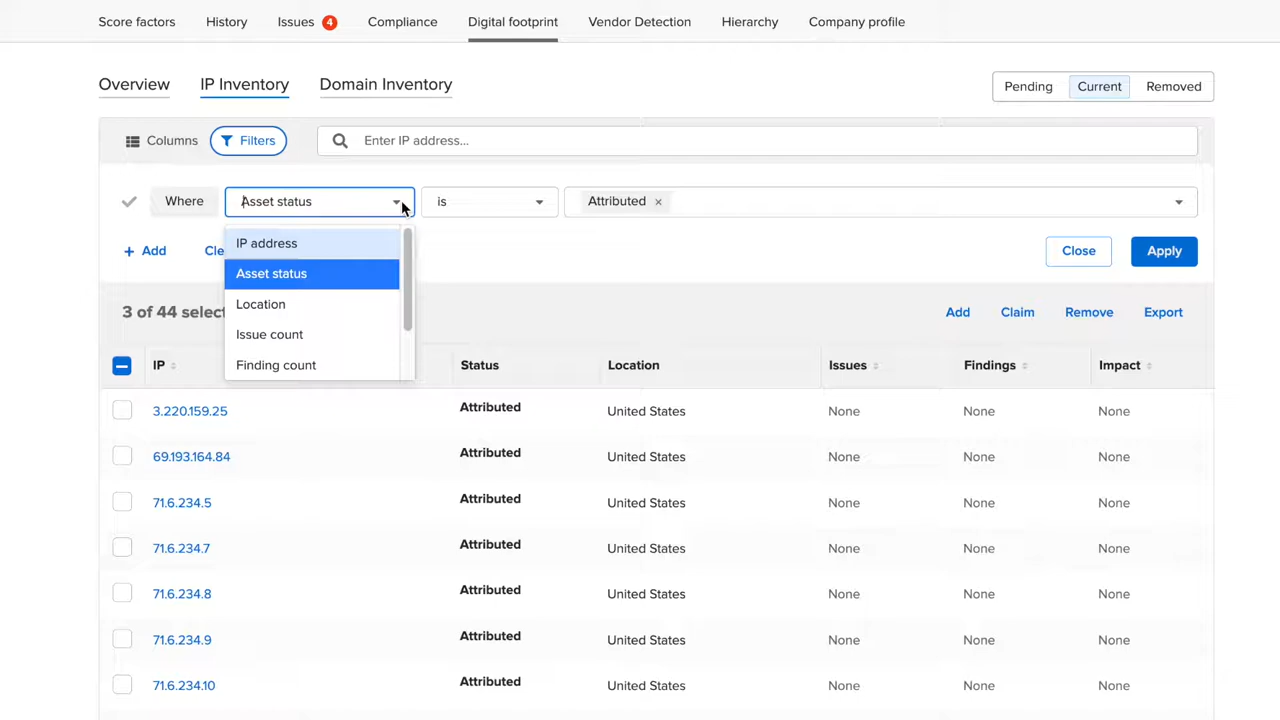 Score factors History Issues 4 Compliance Digital footprint Vendor Detection Hierarchy Company profile
Overview IP Inventory Domain Inventory Pending Current Removed
Columns Filters Enter IP address...
Where Asset status is Attributed ×
IP address
+ Add Cle Close Apply
Asset status
Location
3 of 44 select Add Claim Remove Export
Issue count
IP Status Location Issues Findings Impact
Finding count
3.220.159.25 Attributed United States None None None
69.193.164.84 Attributed United States None None None
71.6.234.5 Attributed United States None None None
71.6.234.7 Attributed United States None None None
71.6.234.8 Attributed United States None None None
71.6.234.9 Attributed United States None None None
71.6.234.10 Attributed United States None None None